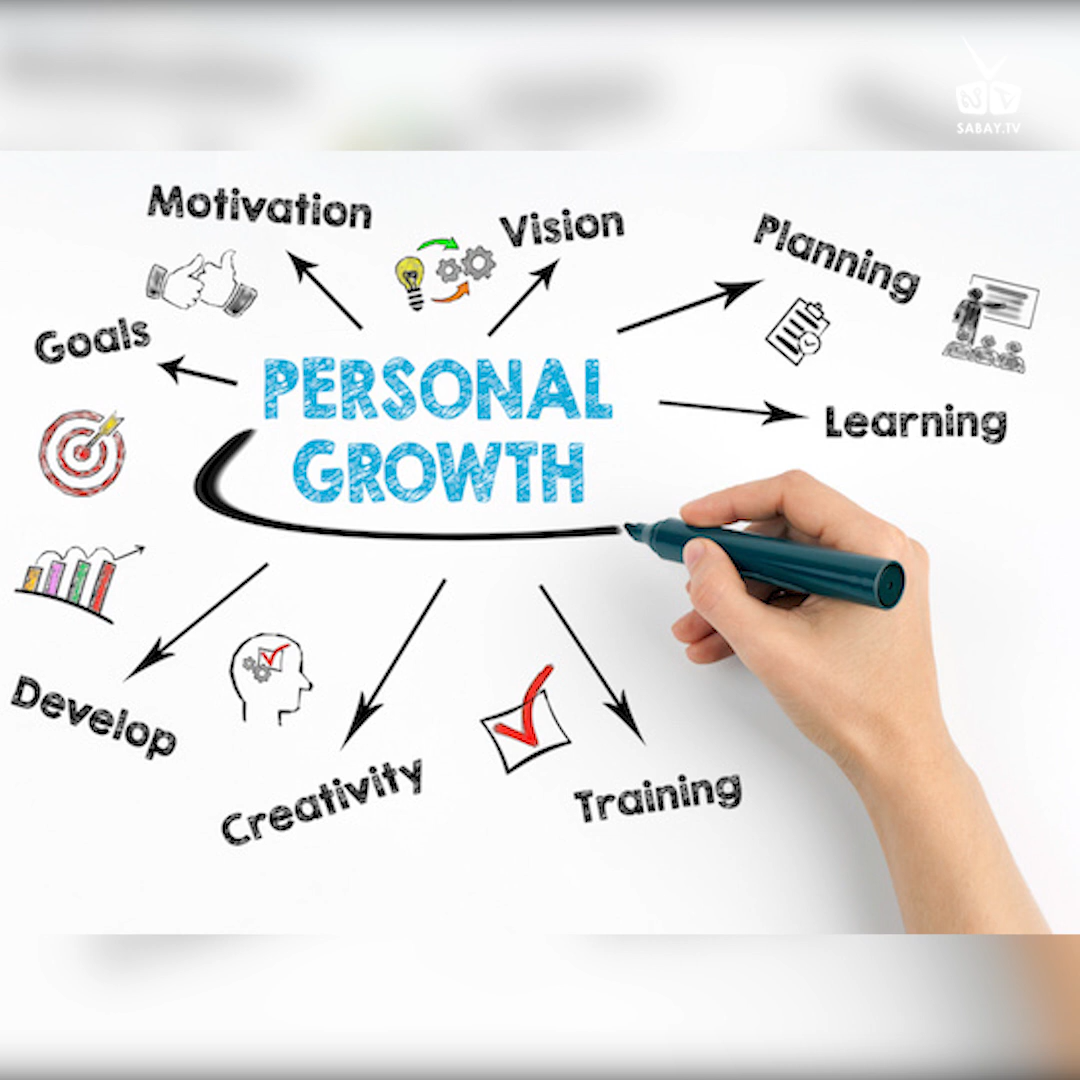 SABAY.TV
Motivation
Vision
Planning
Goals
PERSONAL
GROWTH
Learning
Develop
Creativity
Training